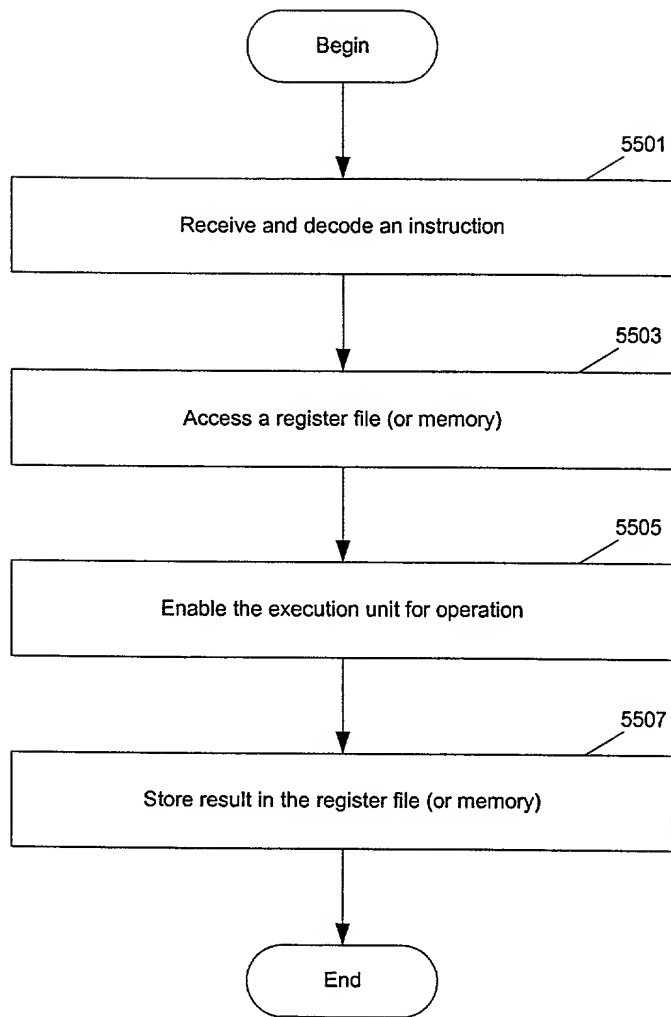 Begin
5501
Receive and decode an instruction
5503
Access a register file (or memory)
5505
Enable the execution unit for operation
5507
Store result in the register file (or memory)
End